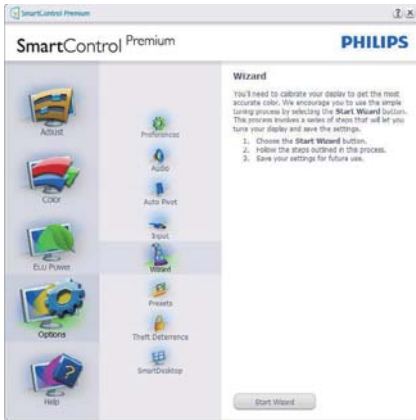 SmartControl Premium
SmartControl Premium
PHILIPS
Adjust
Color
Eco Power
Options
Help
Preferences
Audio
Auto Pivot
Input
Wizard
Presets
Theft Deterrence
SmartDesktop
Wizard
You'll need to calibrate your display to get the most
accurate color. We encourage you to use the simple
tuning process by selecting the Start Wizard button.
This process involves a series of steps that will let you
tune your display and save the settings.
1. Choose the Start Wizard button.
2. Follow the steps outlined in the process.
3. Save your settings for future use.
Start Wizard